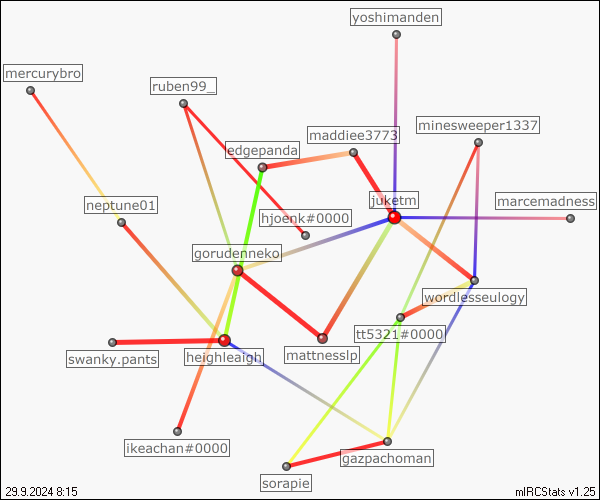 yoshimanden
mercurybro
ruben99_
minesweeper1337
maddiee3773
edgepanda
juketm
marcemadness
neptune01
hjoenk#0000
gorudenneko
wordlesseulogy
tt5321#0000
swanky.pants
heighleaigh
mattnesslp
ikeachan#0000
gazpachoman
sorapie
29.9.2024 8:15
mIRCStats v1.25